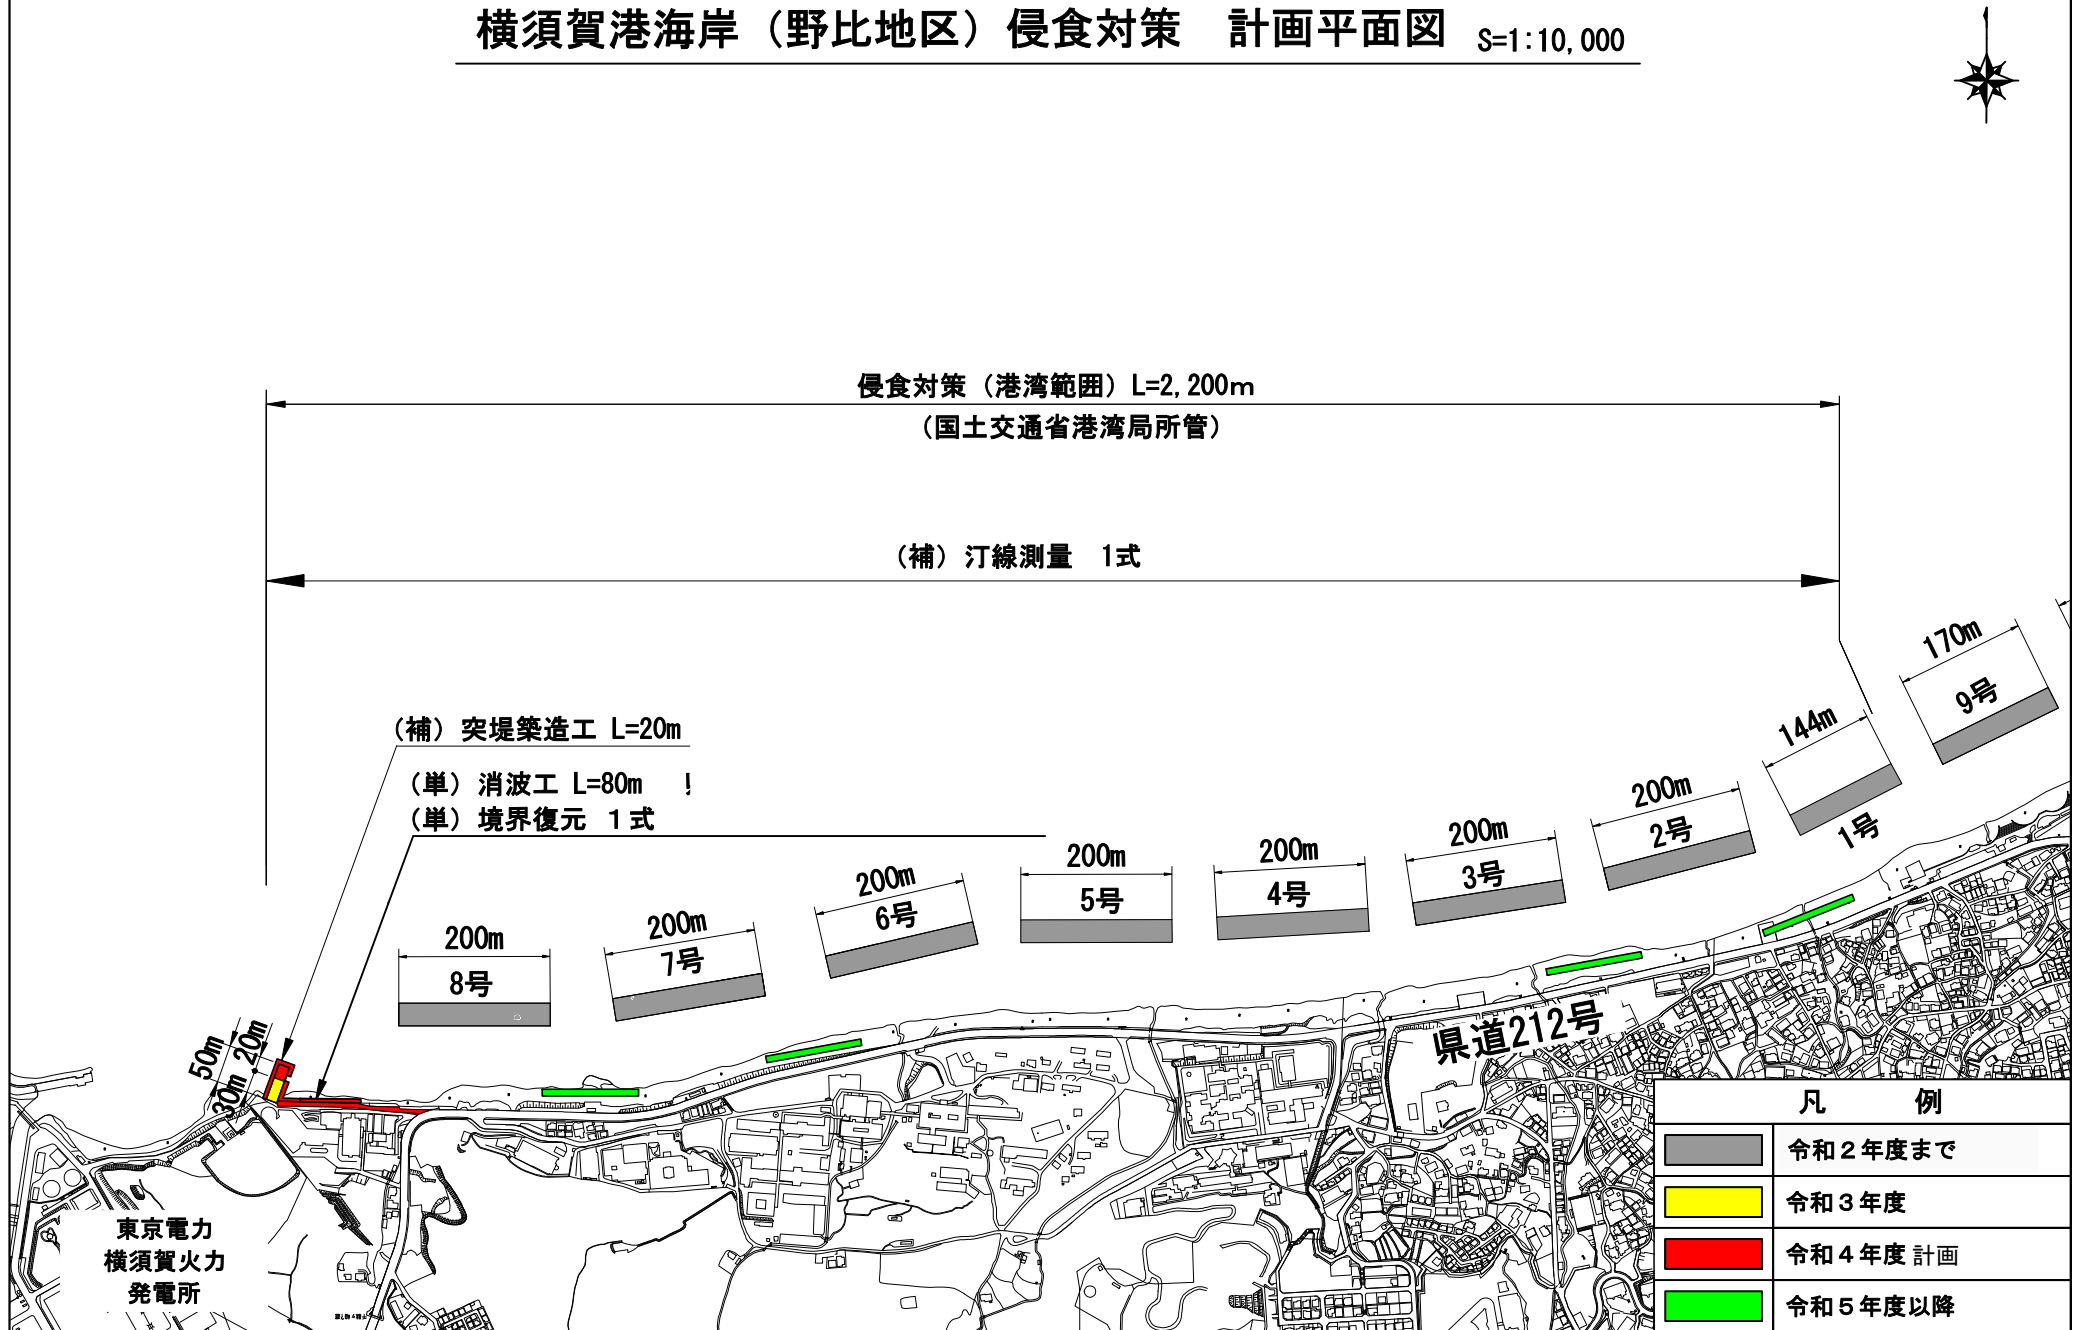 横須賀港海岸（野比地区）侵食対策　計画平面図 S=1:10,000
侵食対策（港湾範囲）L=2,200m
（国土交通省港湾局所管）
（補）汀線測量　1式
170m
9号
144m
1号
（補）突堤築造工 L=20m
（単）消波工 L=80m
（単）境界復元　1式
200m
2号
200m
3号
200m
4号
200m
5号
200m
6号
200m
7号
200m
8号
50m
20m
30m
県道212号
東京電力
横須賀火力
発電所
凡　例
令和２年度まで
令和３年度
令和４年度 計画
令和５年度以降